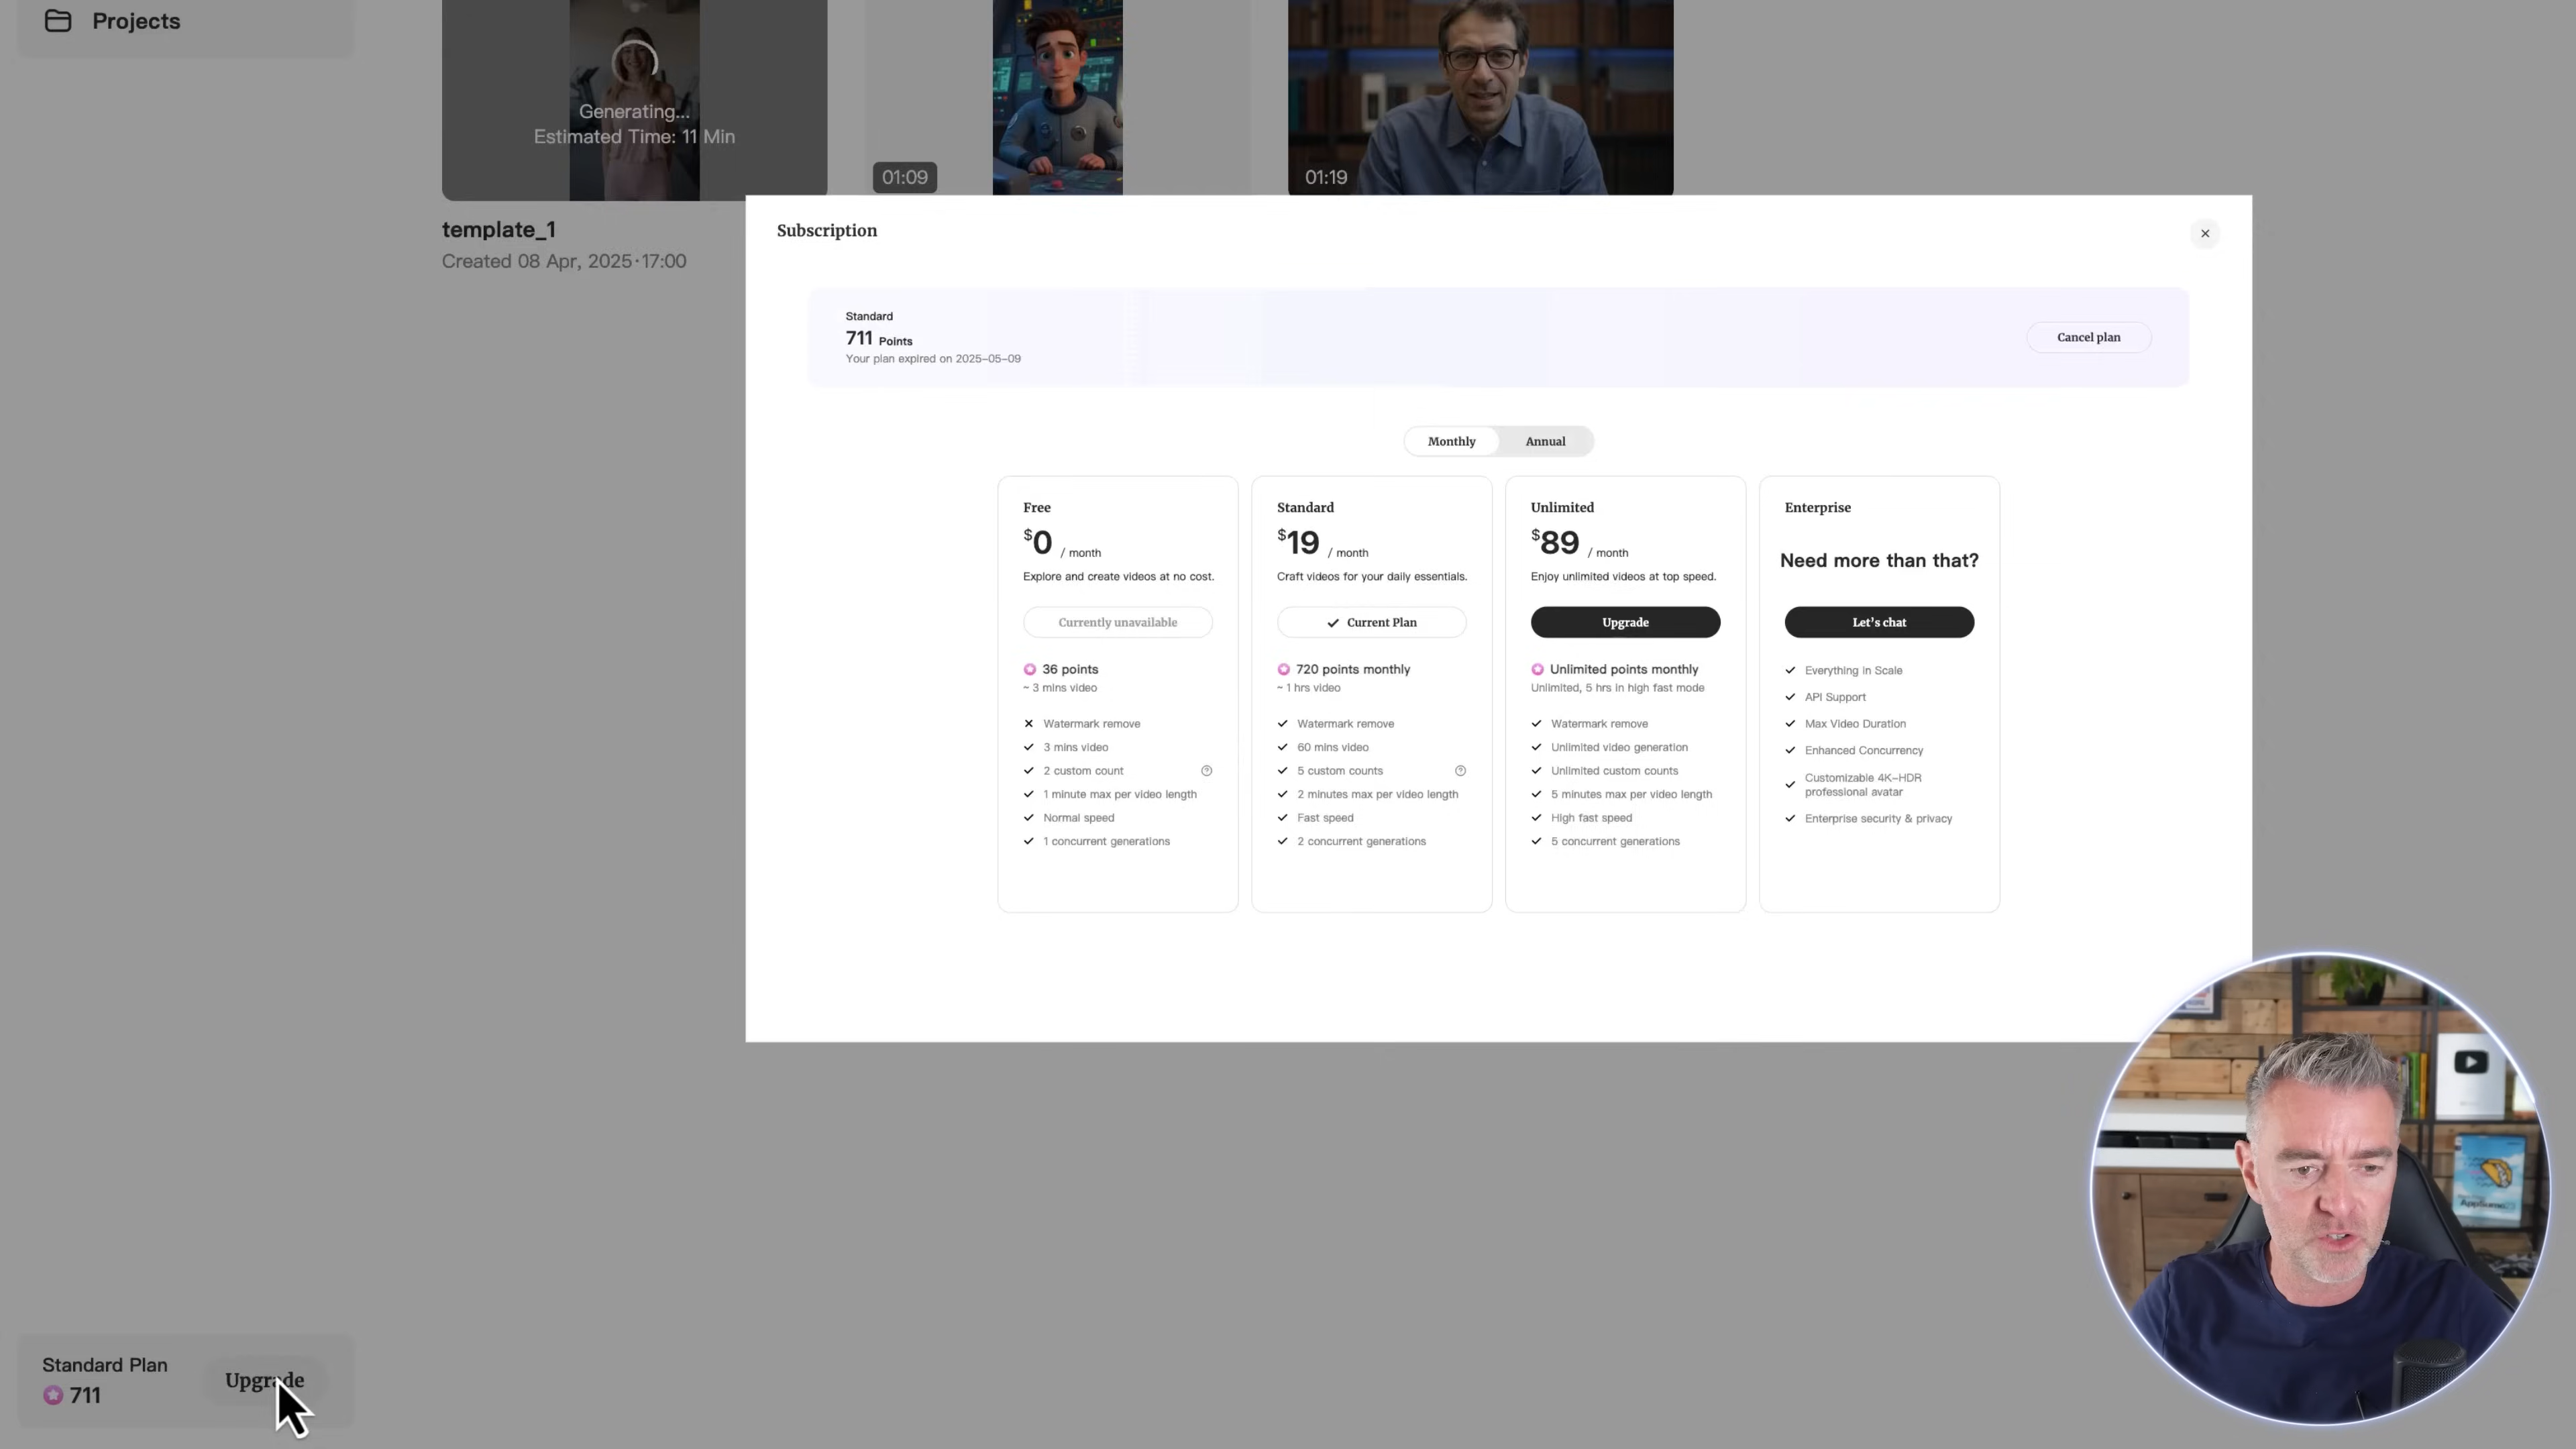 Projects
Generating...
Estimated Time: 11 Min
01:09
01:19
template_1
Created 08 Apr, 2025·17:00
Subscription
Standard
711 Points
Your plan expired on 2025-05-09
Cancel plan
Monthly
Annual
Free
$0 / month
Explore and create videos at no cost.
Currently unavailable
36 points
~ 3 mins video
Watermark remove
3 mins video
2 custom count
1 minute max per video length
Normal speed
1 concurrent generations
Standard
$19 / month
Craft videos for your daily essentials.
Current Plan
720 points monthly
~ 1 hrs video
Watermark remove
60 mins video
5 custom counts
2 minutes max per video length
Fast speed
2 concurrent generations
Unlimited
$89 / month
Enjoy unlimited videos at top speed.
Upgrade
Unlimited points monthly
Unlimited, 5 hrs in high fast mode
Watermark remove
Unlimited video generation
Unlimited custom counts
5 minutes max per video length
High fast speed
5 concurrent generations
Enterprise
Need more than that?
Let's chat
Everything in Scale
API Support
Max Video Duration
Enhanced Concurrency
Customizable 4K-HDR
professional avatar
Enterprise security & privacy
Standard Plan
711
Upgrade
AppSumo